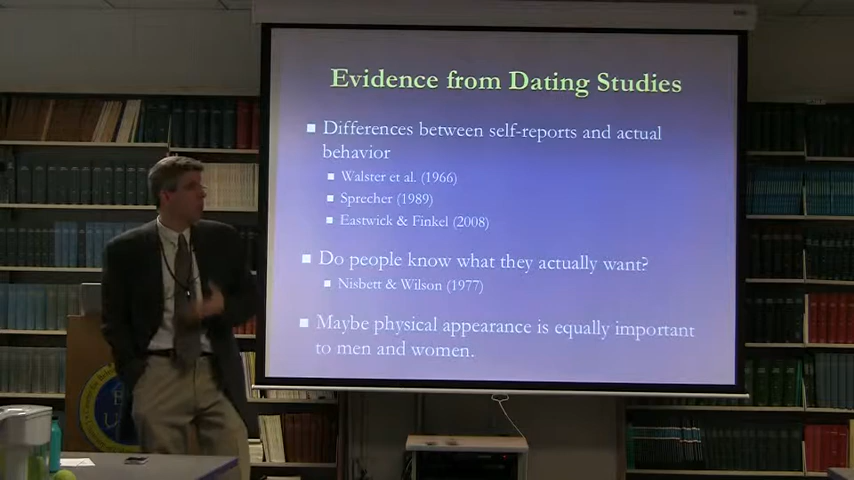 Evidence from Dating Studies
Differences between self-reports and actual
behavior
Walster et al. (1966)
Sprecher (1989)
Eastwick & Finkel (2008)
Do people know what they actually want?
Nisbett & Wilson (1977)
Maybe physical appearance is equally important
to men and women.